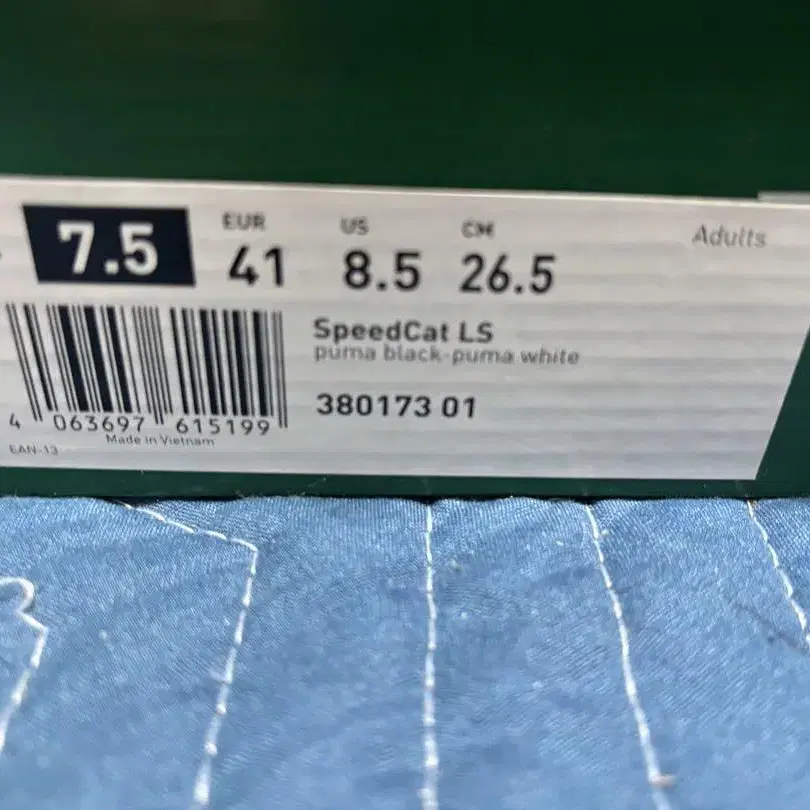 EUR US CM Adults
7.5 41 8.5 26.5
SpeedCat LS
puma black-puma white
380173 01
4 063697 615199
Made in Vietnam
EAN-13